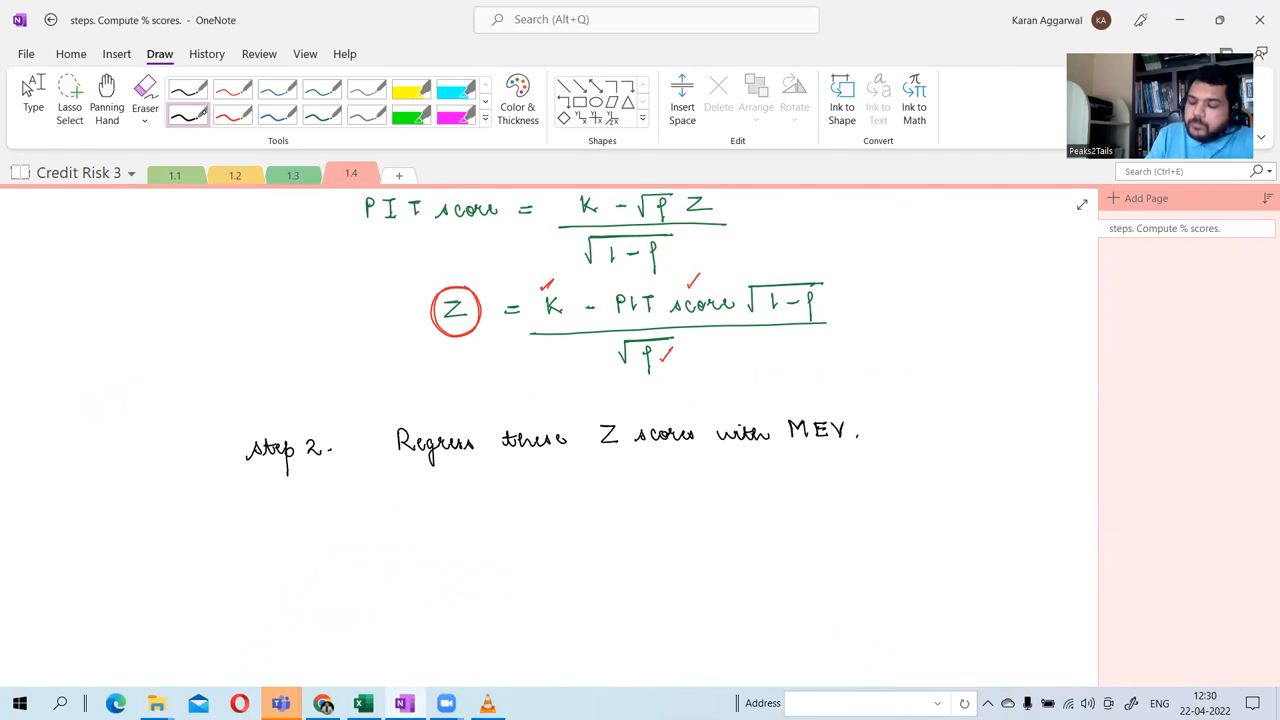 steps. Compute % scores. - OneNote
Search (Alt+Q)
Karan Aggarwal
KA
File Home Insert Draw History Review View Help
Type
Lasso Select
Panning Hand
Eraser
Color & Thickness
Insert Space
Delete
Arrange
Rotate
Ink to Shape
Ink to Text
Ink to Math
Tools
Shapes
Edit
Convert
Peaks2Tails
Credit Risk 3
1.1
1.2
1.3
1.4
Search (Ctrl+E)
Add Page
steps. Compute % scores.
PIT score = K - √ρ Z
√1-ρ
Z = K - PIT score √1-ρ
√ρ
step 2. Regress these Z scores with MEV.
Address
ENG
12:30
22-04-2022